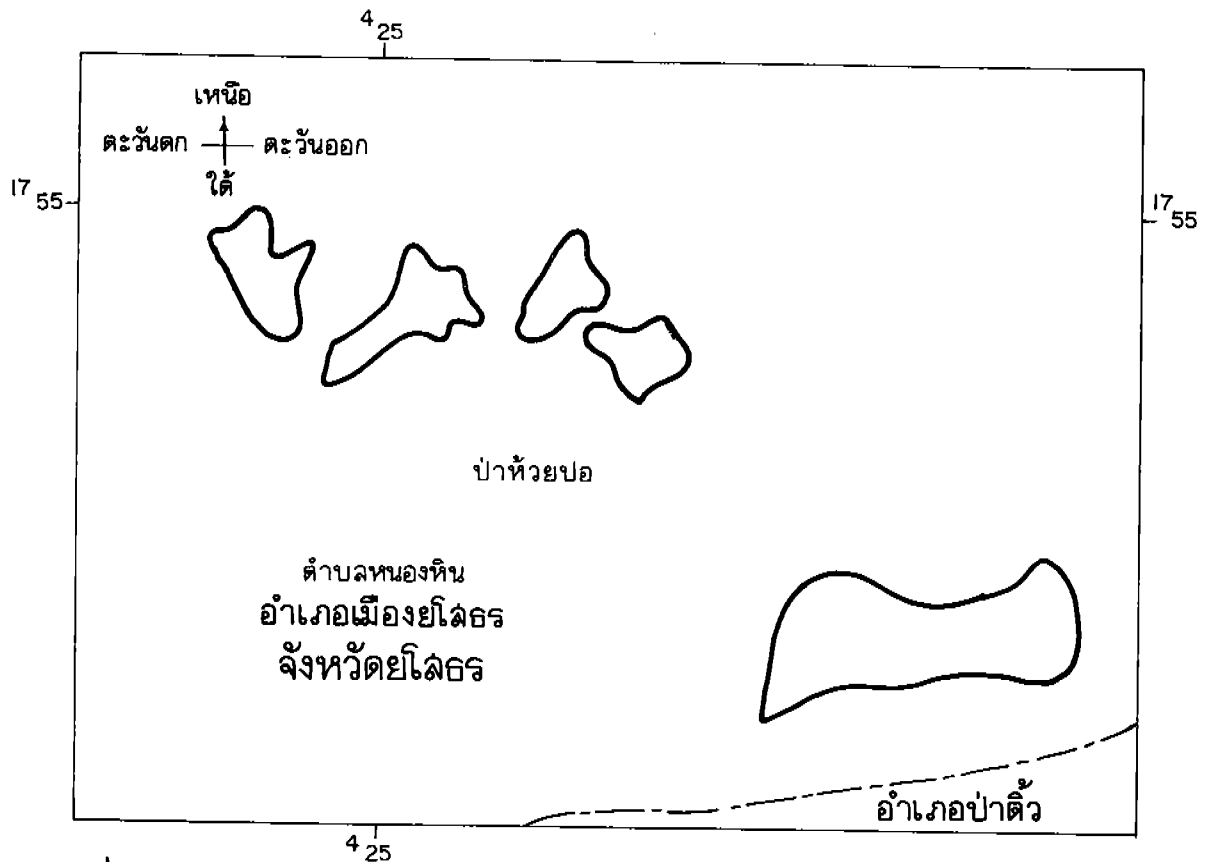 4 25
เหนือ
ตะวันตก ตะวันออก
ใต้
17 55
17 55
ป่าห้วยปอ
ตำบลหนองหิน
อำเภอเมืองยโสธร
จังหวัดยโสธร
อำเภอป่าติ้ว
4 25